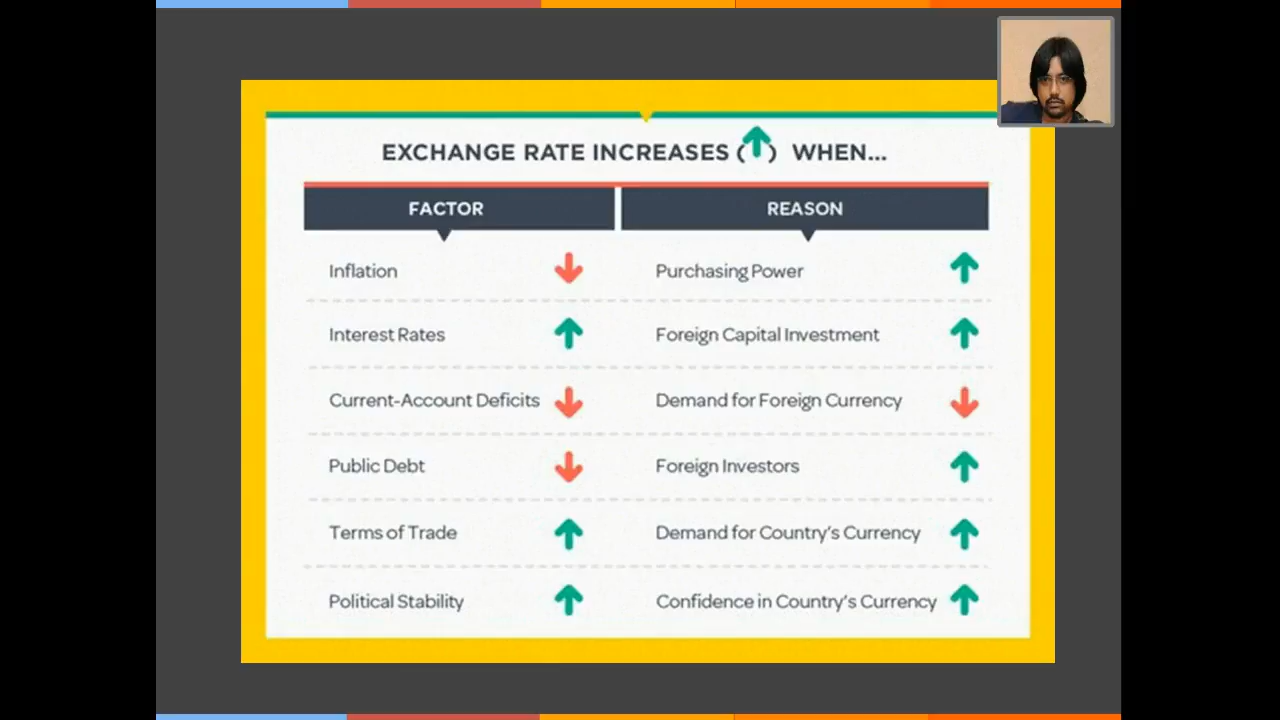 EXCHANGE RATE INCREASES (↑) WHEN...
FACTOR REASON
Inflation ↓ Purchasing Power ↑
Interest Rates ↑ Foreign Capital Investment ↑
Current-Account Deficits ↓ Demand for Foreign Currency ↓
Public Debt ↓ Foreign Investors ↑
Terms of Trade ↑ Demand for Country's Currency ↑
Political Stability ↑ Confidence in Country's Currency ↑